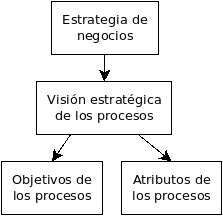 Estrategia de
negocios
Visión estratégica
de los procesos
Objetivos de
los procesos
Atributos de
los procesos